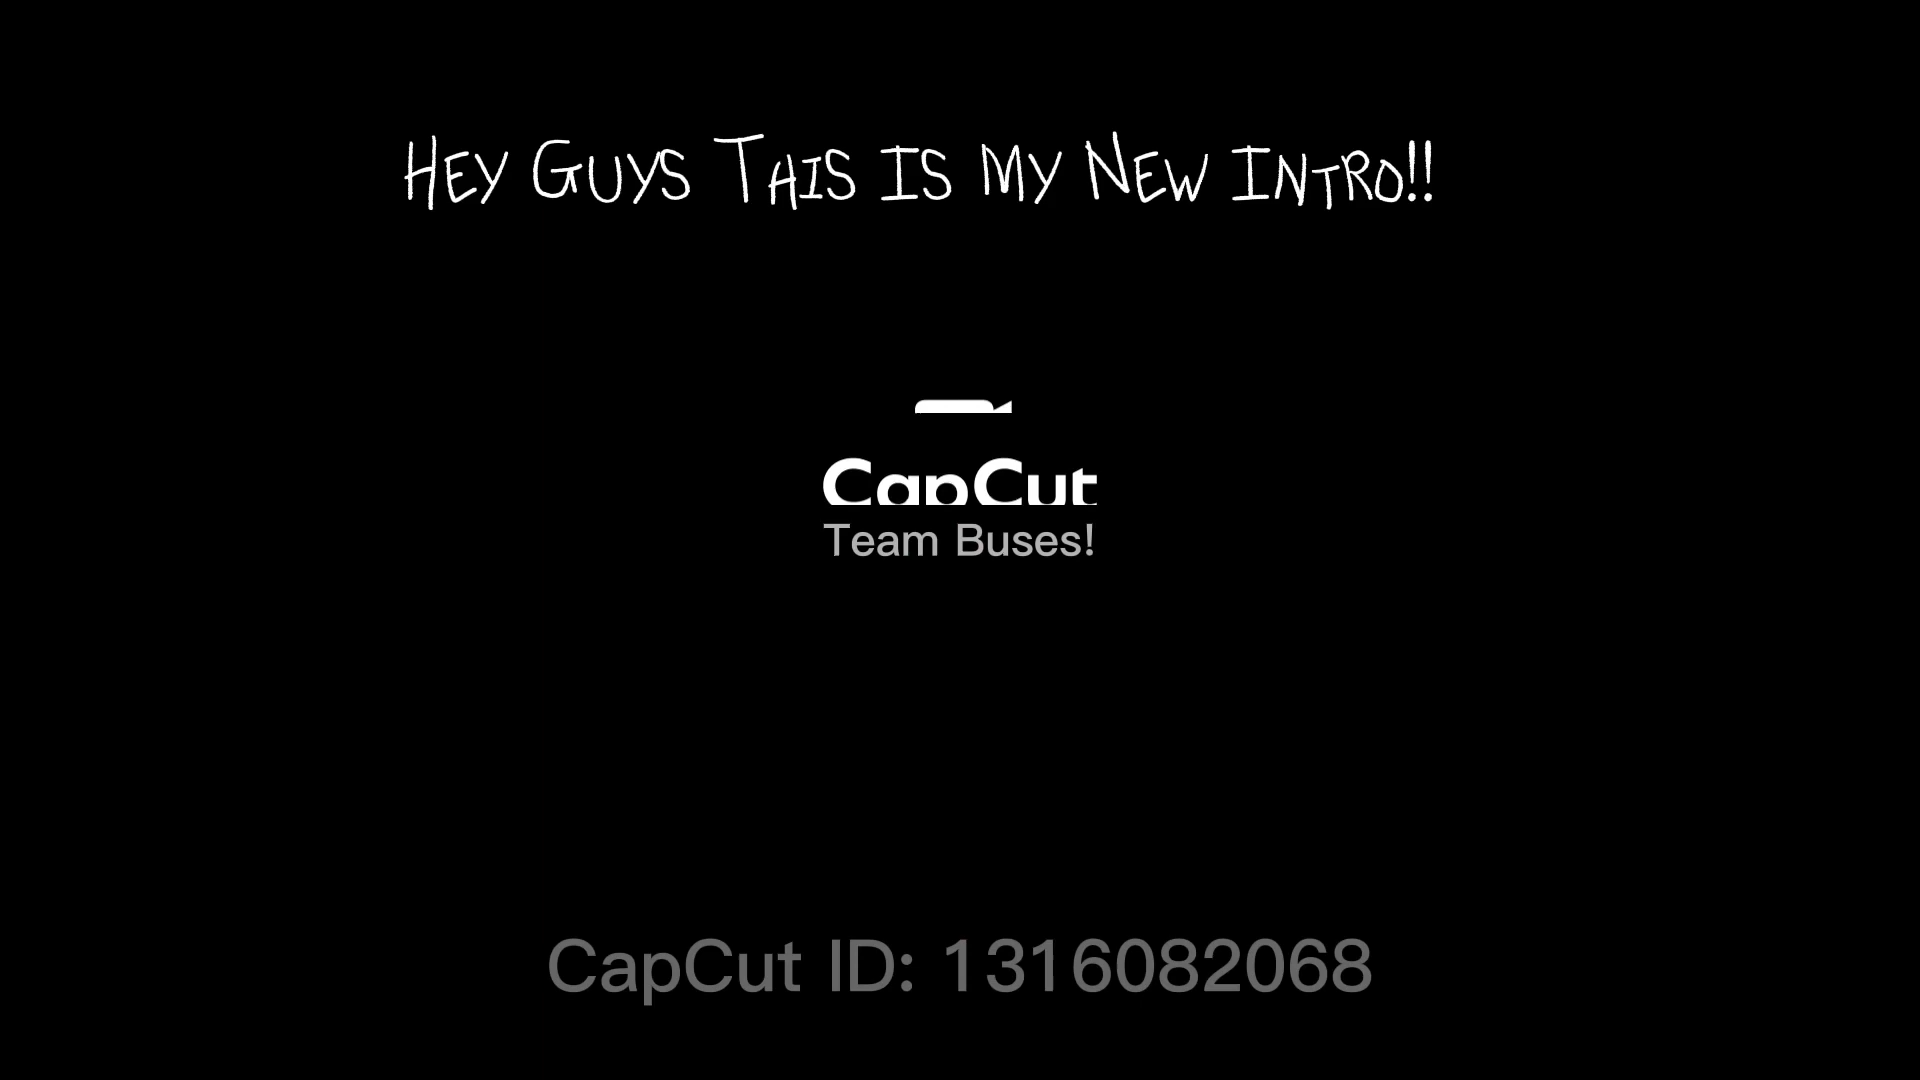 Hey Guys This is My New Intro!!
CapCut
Team Buses!
CapCut ID: 1316082068